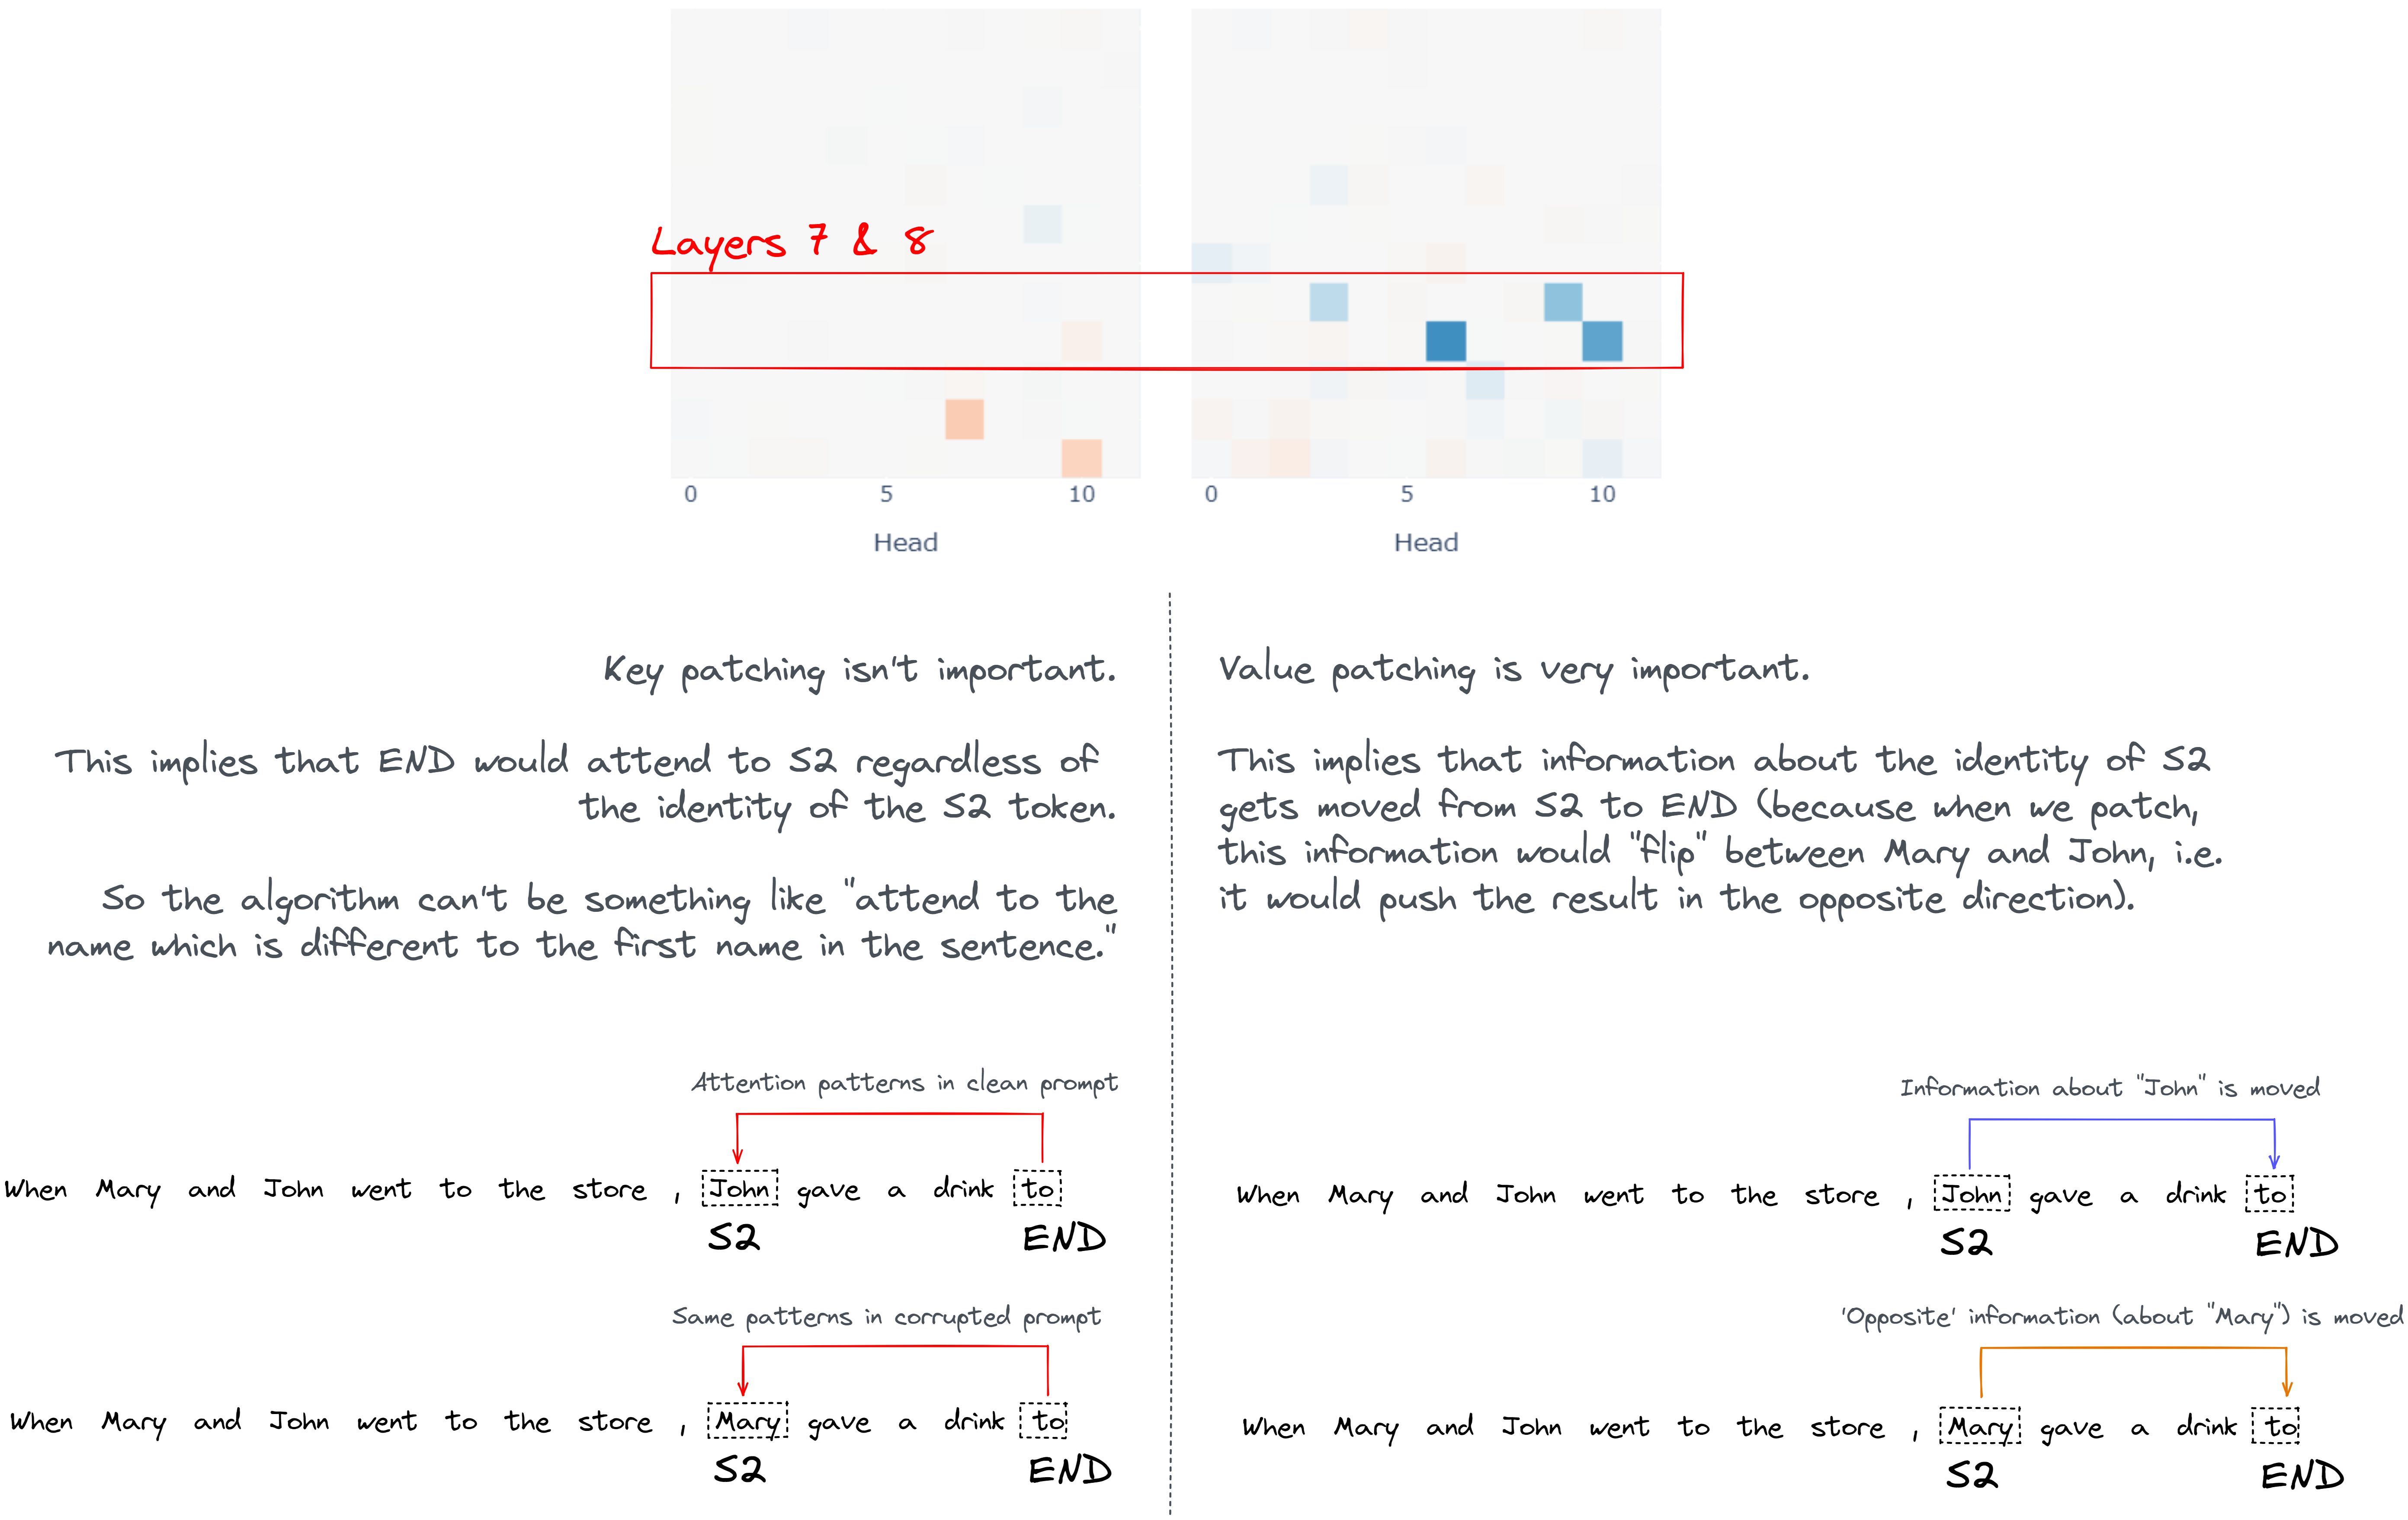 Layers 7 & 8
0 5 10
Head
0 5 10
Head
Key patching isn't important.
This implies that END would attend to S2 regardless of
the identity of the S2 token.
So the algorithm can't be something like "attend to the
name which is different to the first name in the sentence."
Value patching is very important.
This implies that information about the identity of S2
gets moved from S2 to END (because when we patch,
this information would "flip" between Mary and John, i.e.
it would push the result in the opposite direction).
Attention patterns in clean prompt
When Mary and John went to the store , John gave a drink to
S2 END
Same patterns in corrupted prompt
When Mary and John went to the store , Mary gave a drink to
S2 END
Information about "John" is moved
When Mary and John went to the store , John gave a drink to
S2 END
'Opposite' information (about "Mary") is moved
When Mary and John went to the store , Mary gave a drink to
S2 END